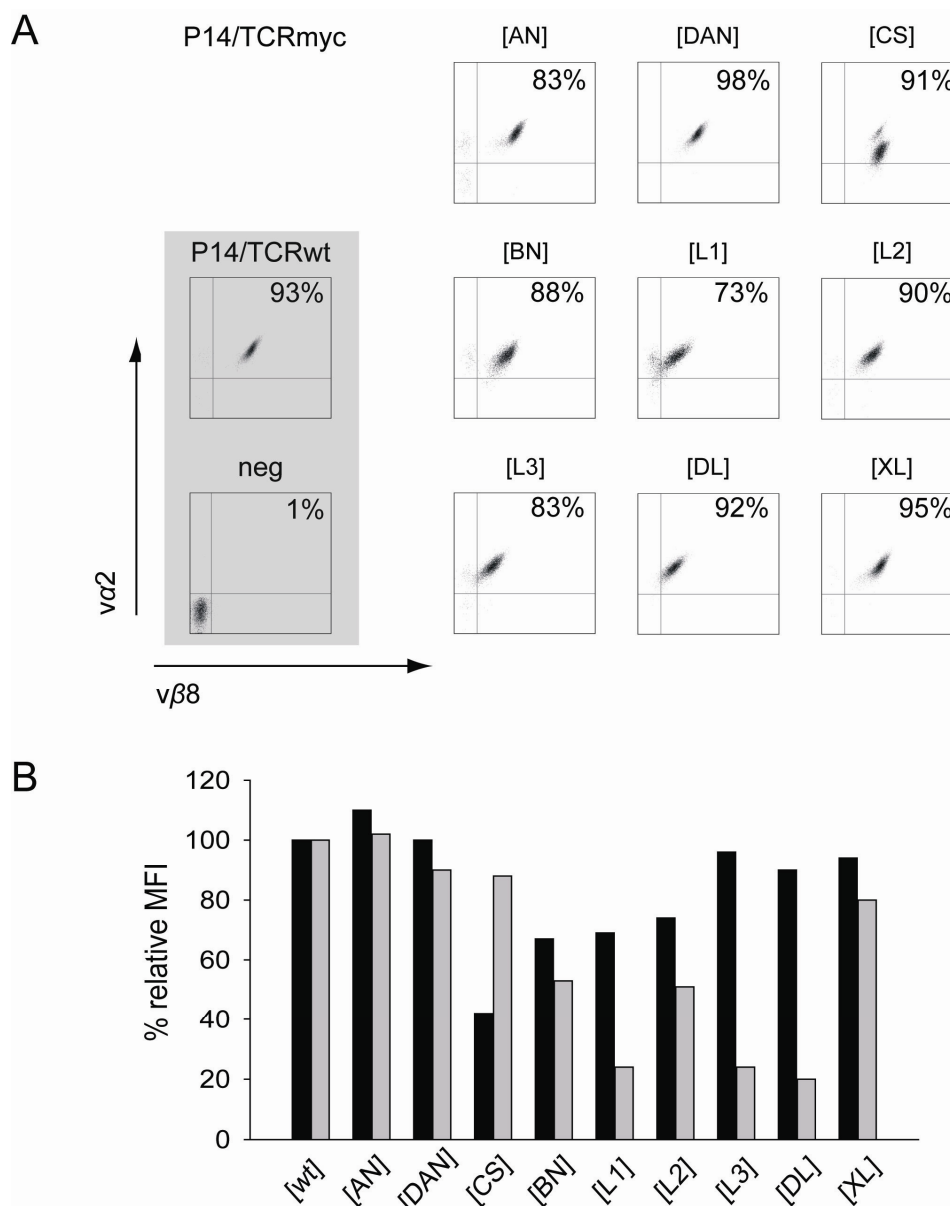 A
P14/TCRmyc
[AN]
[DAN]
[CS]
83%
98%
91%
P14/TCRwt
[BN]
[L1]
[L2]
93%
88%
73%
90%
neg
[L3]
[DL]
[XL]
1%
83%
92%
95%
vα2
vβ8
B
% relative MFI
120
100
80
60
40
20
0
[wt]
[AN]
[DAN]
[CS]
[BN]
[L1]
[L2]
[L3]
[DL]
[XL]